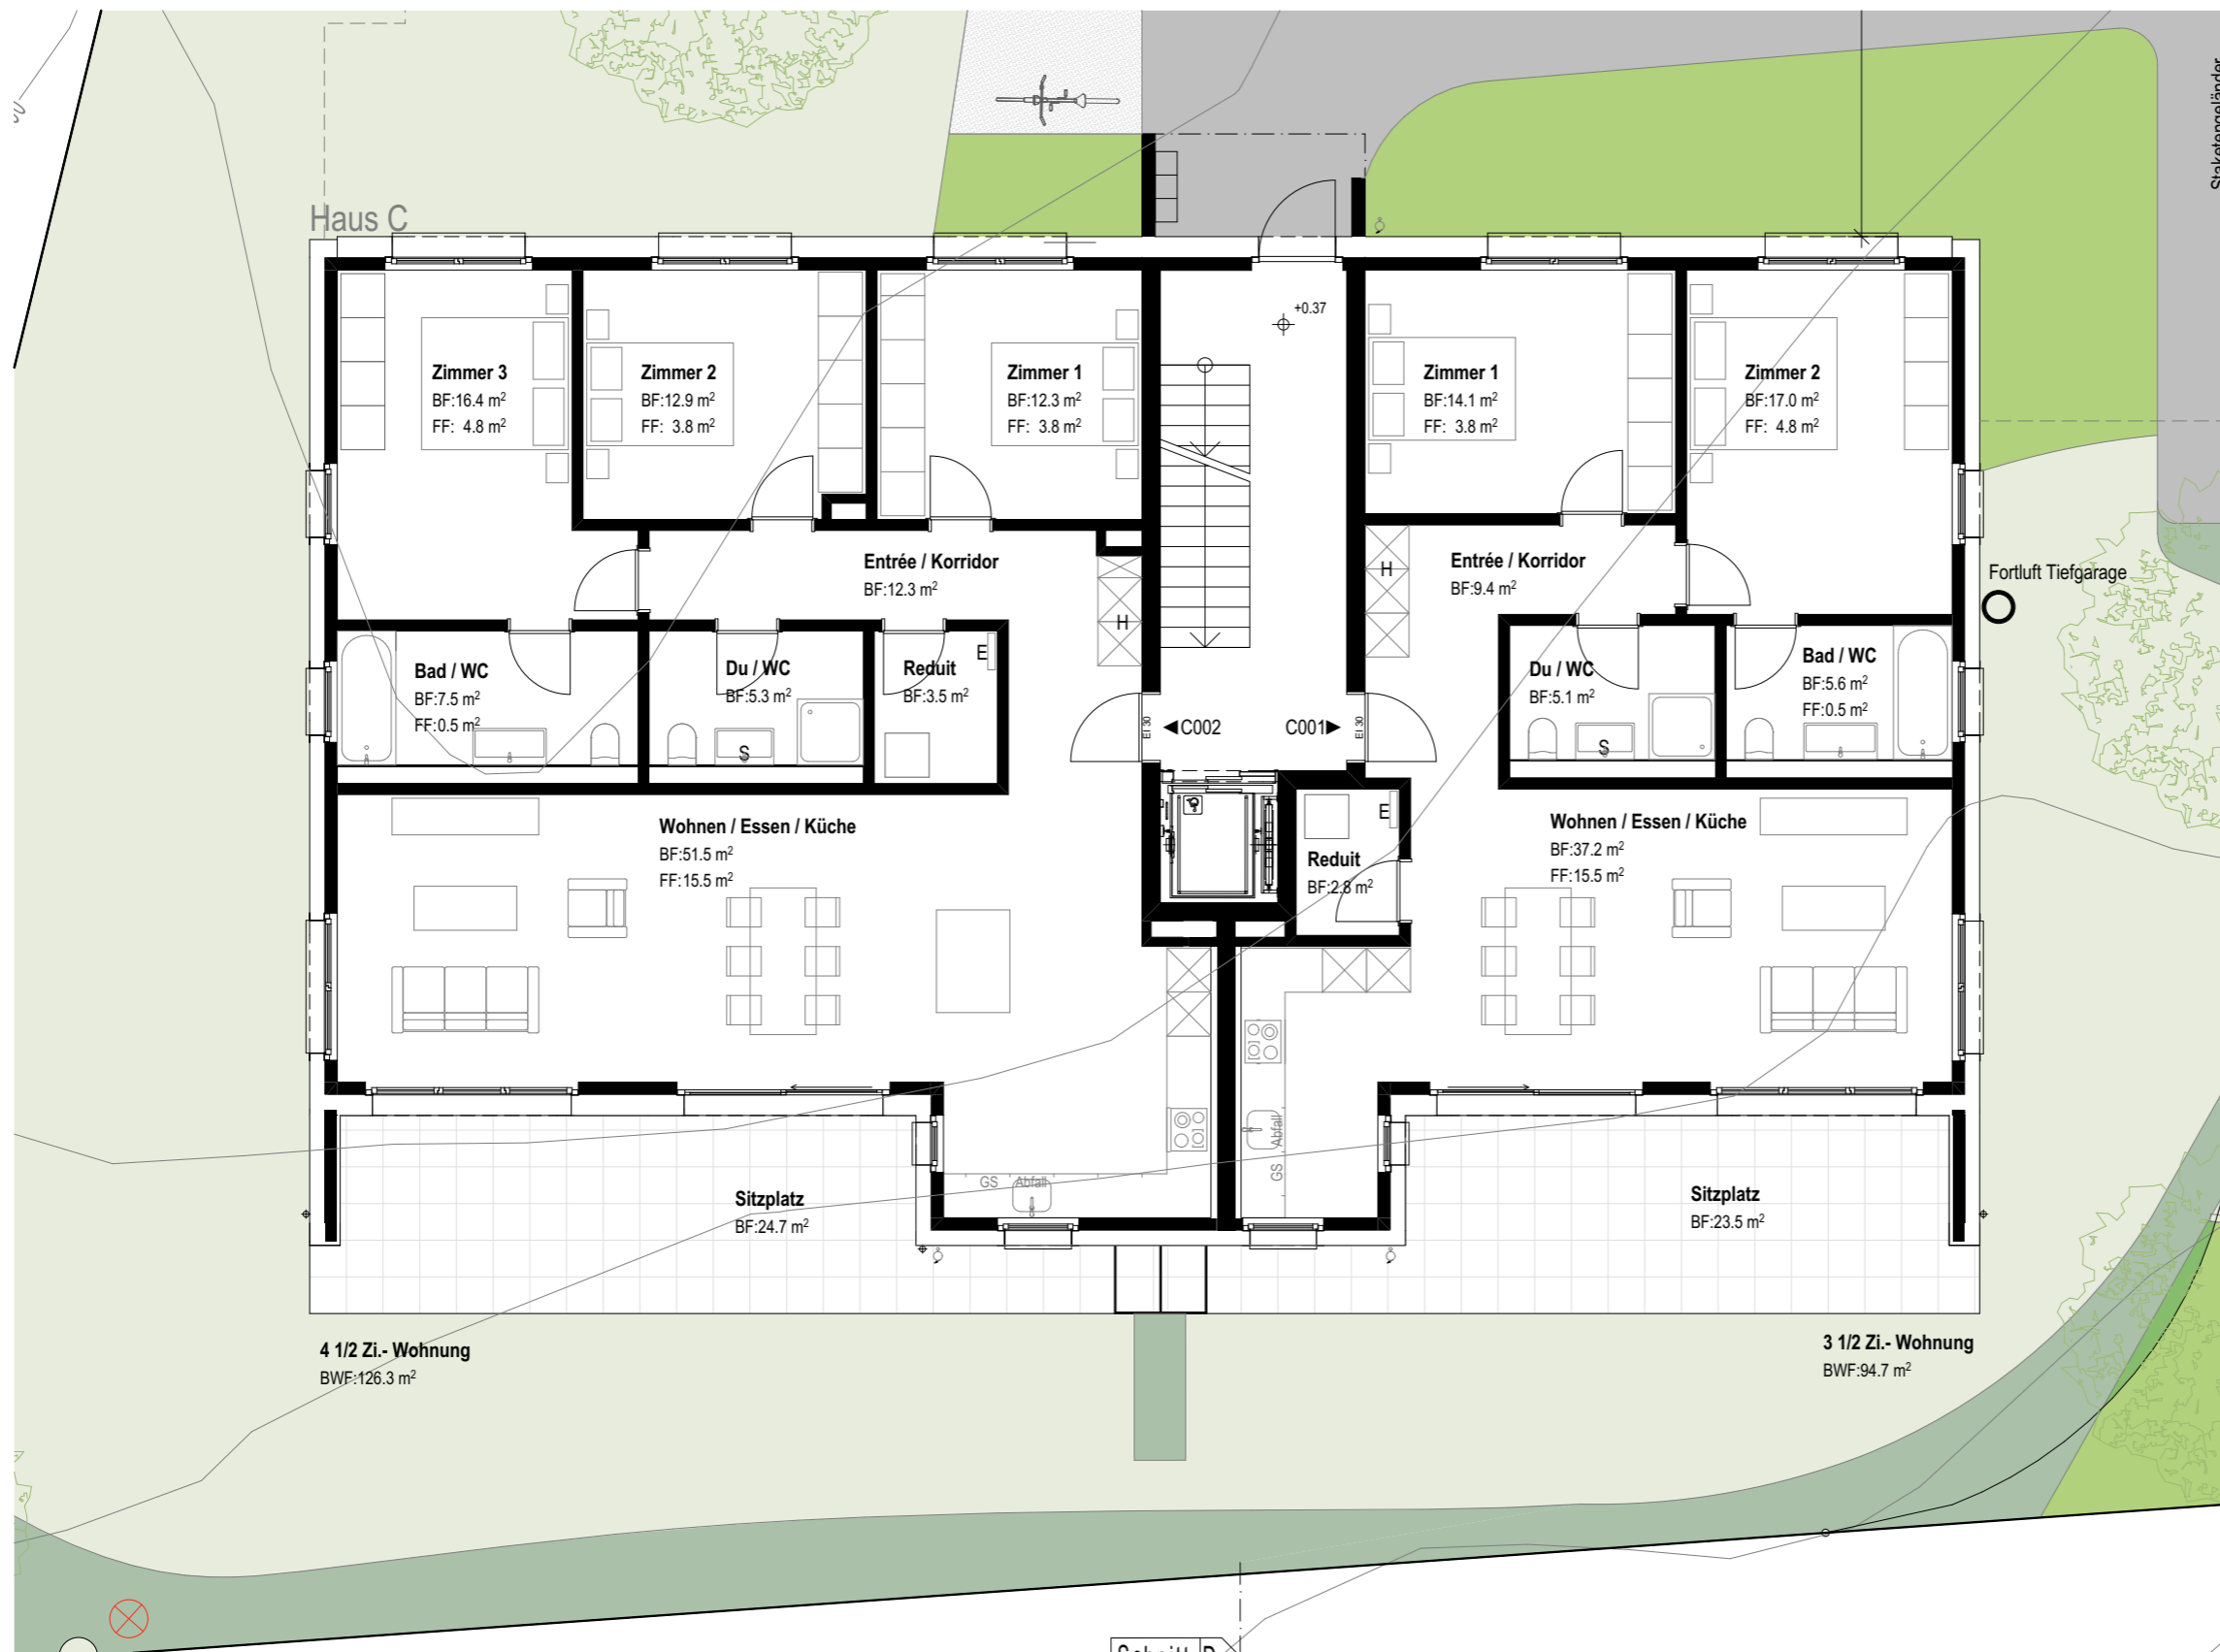 Staketengeländer
Haus C
+0.37
Zimmer 3
BF:16.4 m²
FF: 4.8 m²
Zimmer 2
BF:12.9 m²
FF: 3.8 m²
Zimmer 1
BF:12.3 m²
FF: 3.8 m²
Zimmer 1
BF:14.1 m²
FF: 3.8 m²
Zimmer 2
BF:17.0 m²
FF: 4.8 m²
Entrée / Korridor
BF:12.3 m²
H
H
Entrée / Korridor
BF:9.4 m²
Fortluft Tiefgarage
Bad / WC
BF:7.5 m²
FF:0.5 m²
Du / WC
BF:5.3 m²
S
Reduit
BF:3.5 m²
E
EI 30
◄C002
C001►
EI 30
Du / WC
BF:5.1 m²
S
Bad / WC
BF:5.6 m²
FF:0.5 m²
Wohnen / Essen / Küche
BF:51.5 m²
FF:15.5 m²
E
Reduit
BF:2.8 m²
Wohnen / Essen / Küche
BF:37.2 m²
FF:15.5 m²
GS Abfall
GS Abfall
Sitzplatz
BF:24.7 m²
Sitzplatz
BF:23.5 m²
4 1/2 Zi.- Wohnung
BWF:126.3 m²
3 1/2 Zi.- Wohnung
BWF:94.7 m²
Schnitt